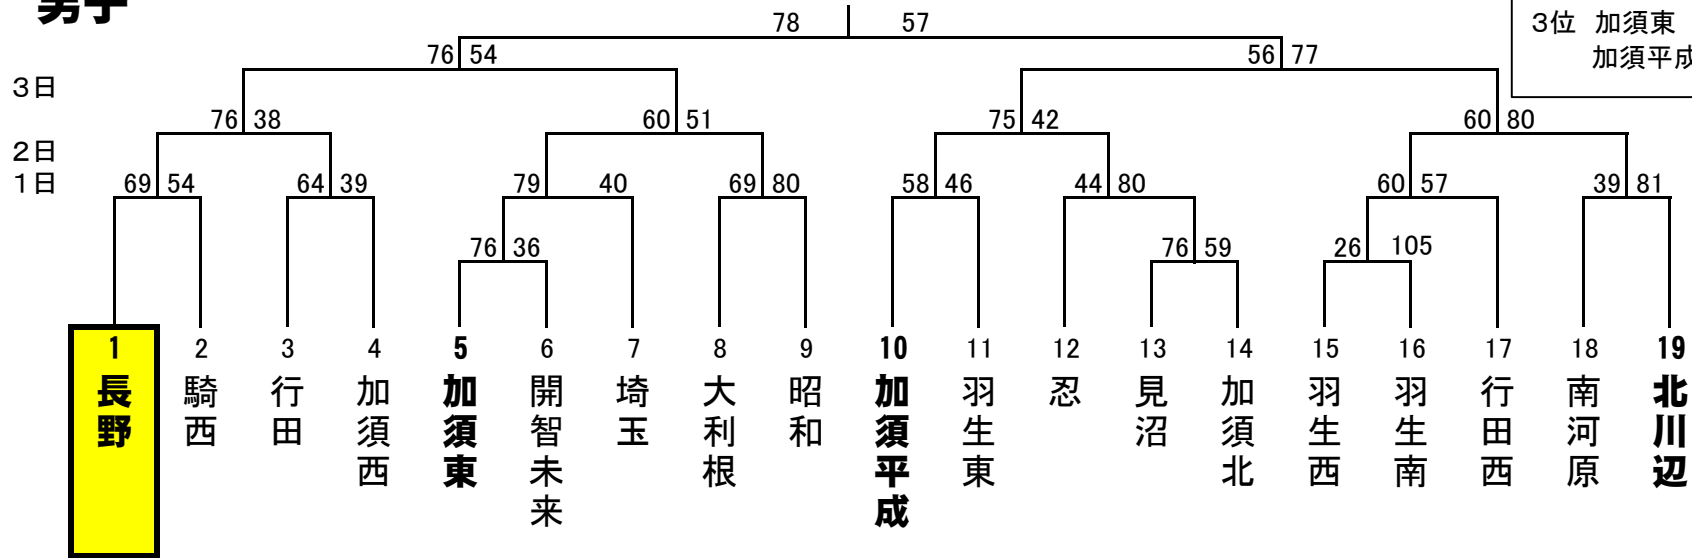 男子
78 57
3位 加須東
加須平成
76 54 56 77
3日
76 38 60 51 75 42 60 80
2日
1日 69 54 64 39 79 40 69 80 58 46 44 80 60 57 39 81
76 36 76 59 26 105
1 2 3 4 5 6 7 8 9 10 11 12 13 14 15 16 17 18 19
長野
騎西
行田
加須西
加須東
開智未来
埼玉
大利根
昭和
加須平成
羽生東
忍
見沼
加須北
羽生西
羽生南
行田西
南河原
北川辺